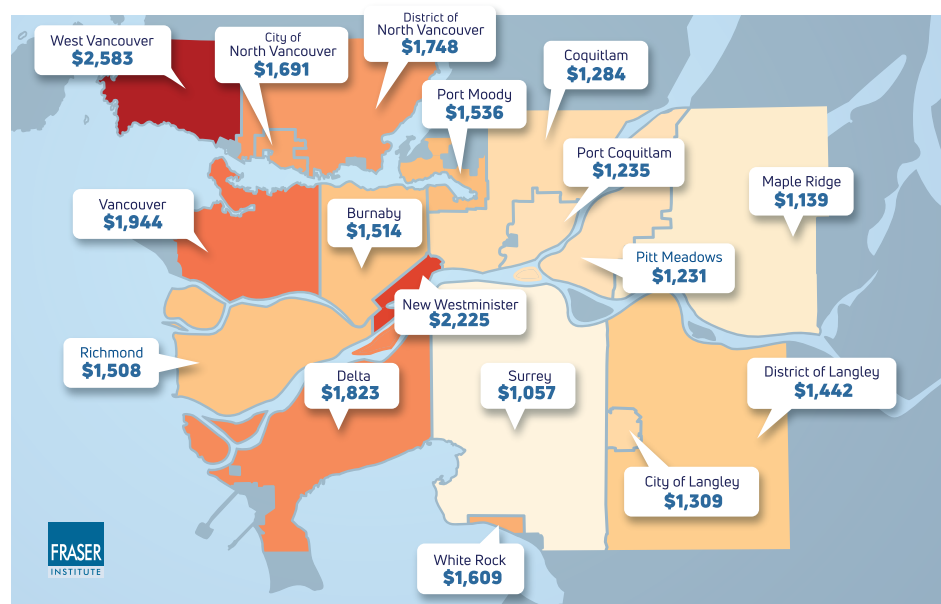 West Vancouver
$2,583
City of
North Vancouver
$1,691
District of
North Vancouver
$1,748
Port Moody
$1,536
Coquitlam
$1,284
Port Coquitlam
$1,235
Maple Ridge
$1,139
Vancouver
$1,944
Burnaby
$1,514
Pitt Meadows
$1,231
New Westminister
$2,225
Richmond
$1,508
Delta
$1,823
Surrey
$1,057
District of Langley
$1,442
City of Langley
$1,309
White Rock
$1,609
FRASER
INSTITUTE